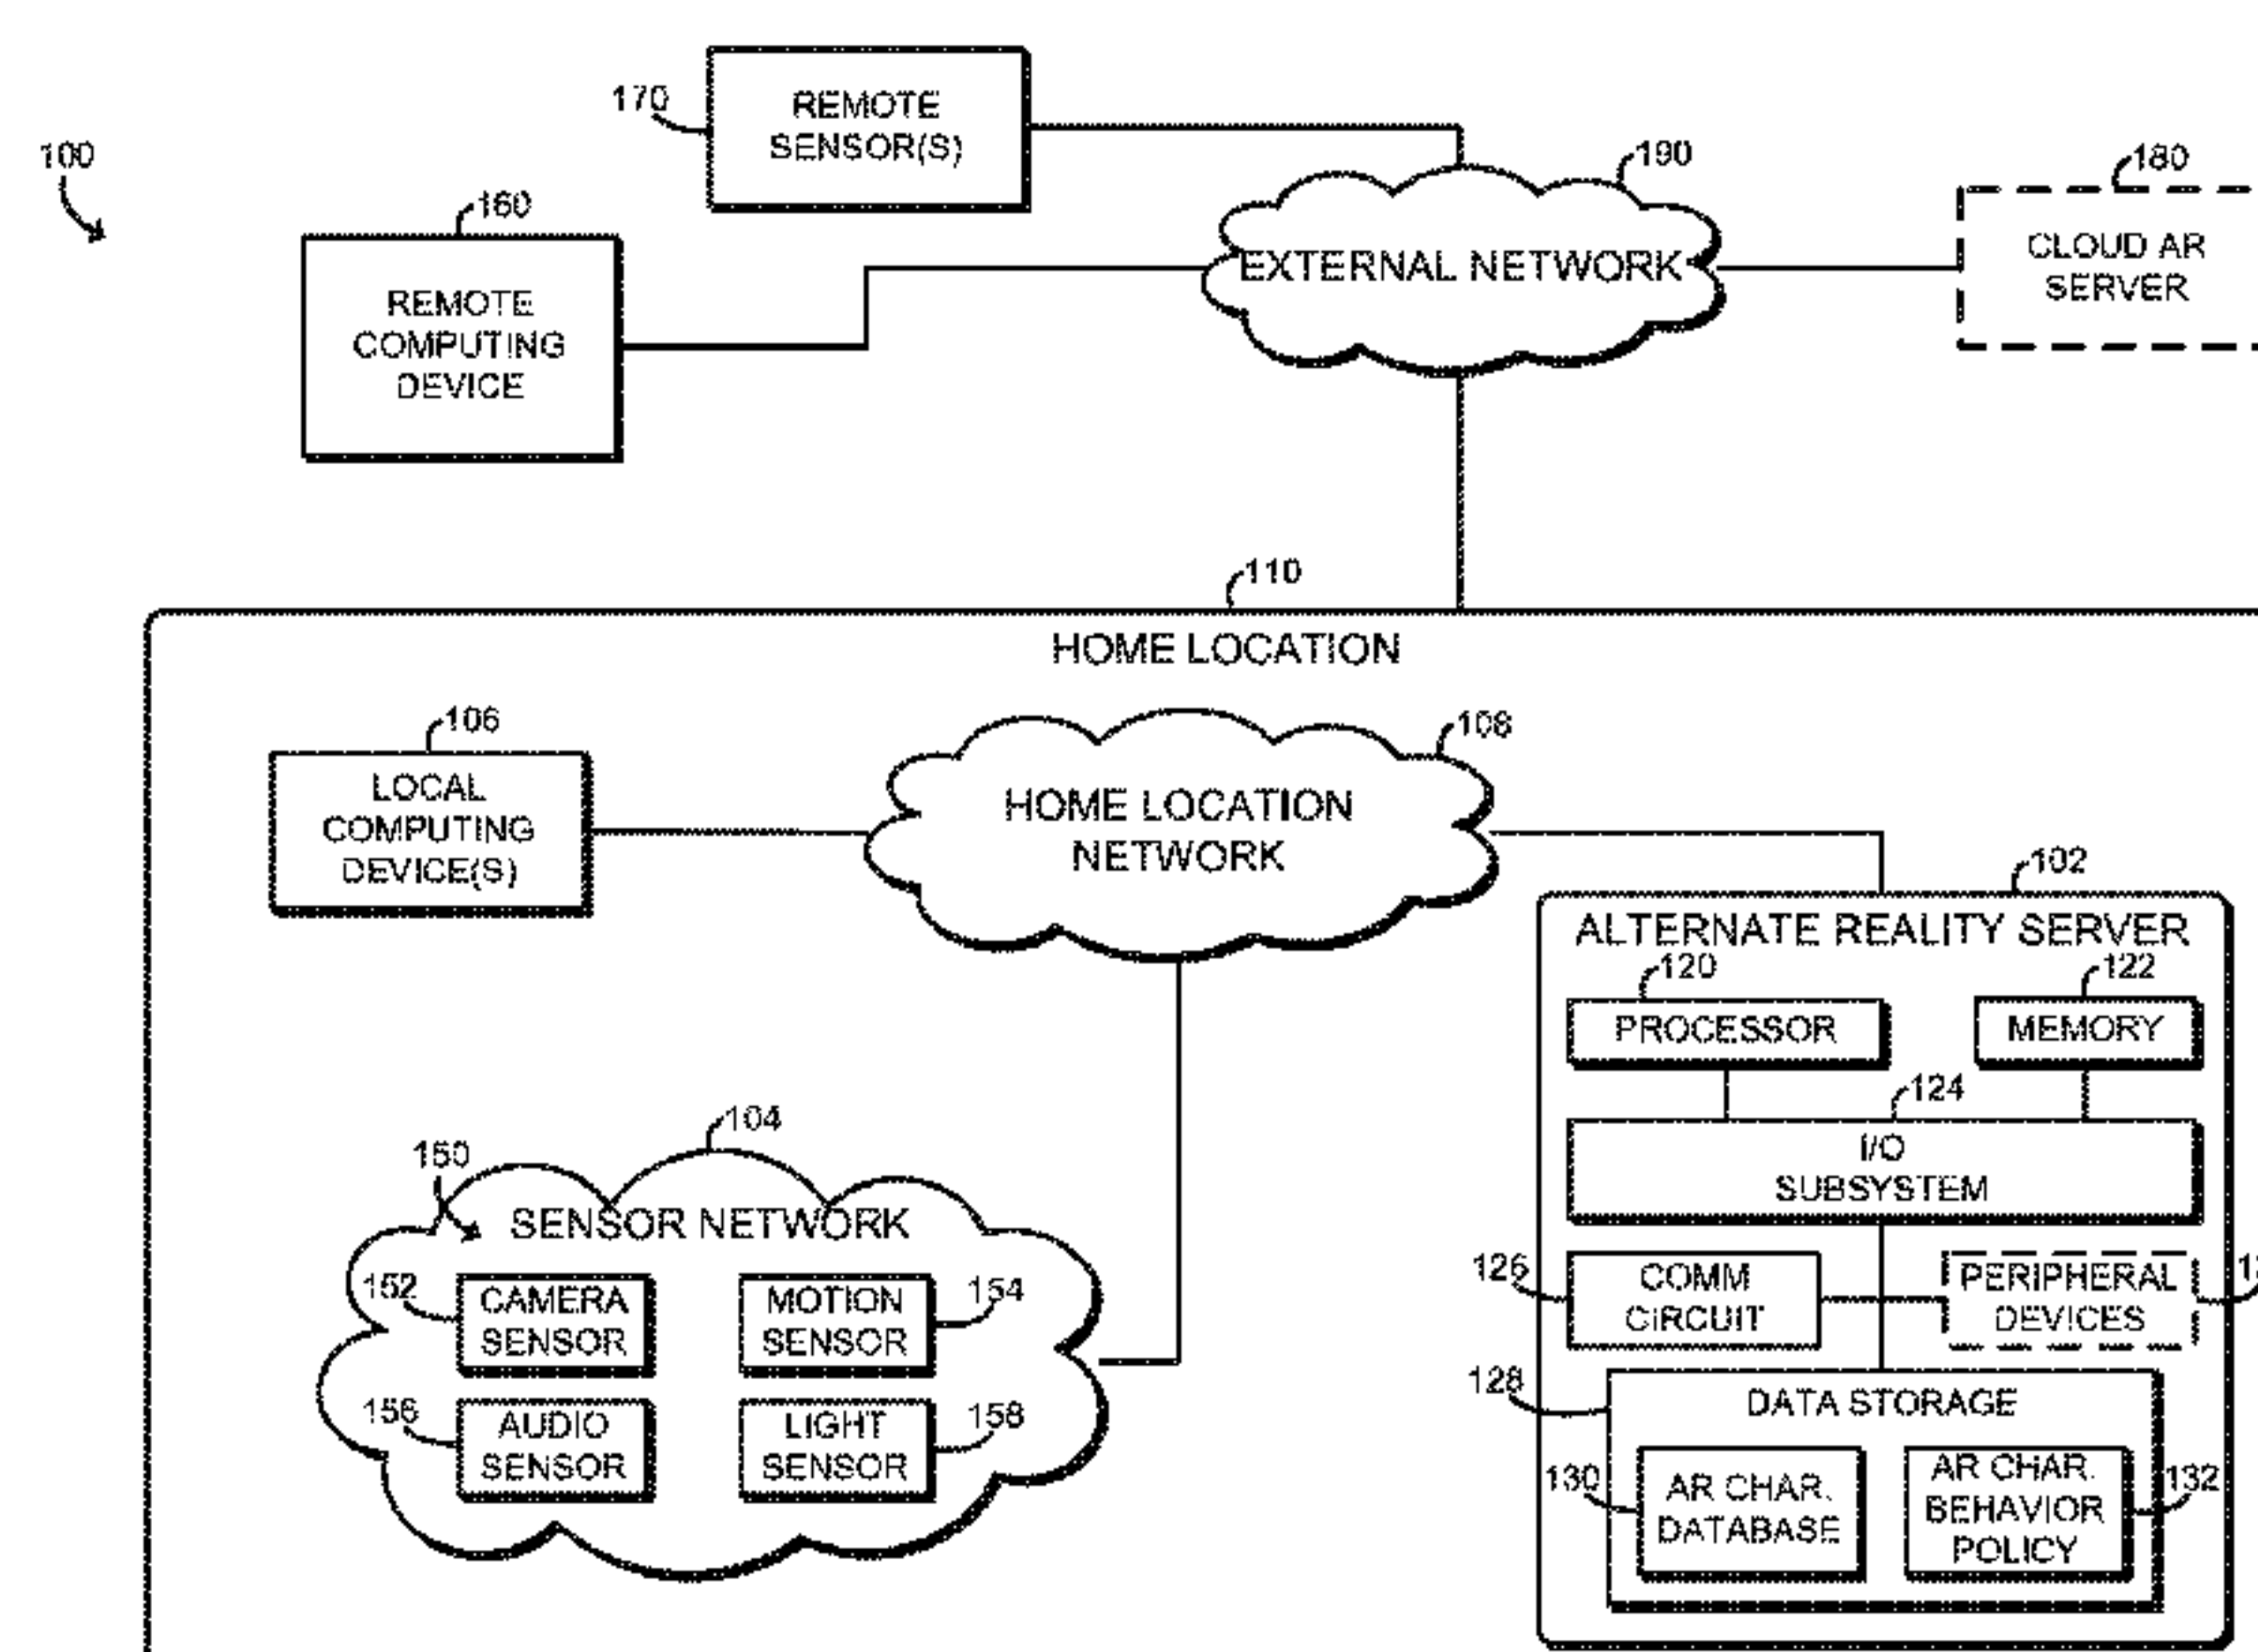 100
170
REMOTE
SENSOR(S)
160
REMOTE
COMPUTING
DEVICE
190
EXTERNAL NETWORK
180
CLOUD AR
SERVER
110
HOME LOCATION
106
LOCAL
COMPUTING
DEVICE(S)
108
HOME LOCATION
NETWORK
102
ALTERNATE REALITY SERVER
120
PROCESSOR
122
MEMORY
124
I/O
SUBSYSTEM
126
COMM
CIRCUIT
PERIPHERAL
DEVICES
128
DATA STORAGE
130
AR CHAR.
DATABASE
AR CHAR.
BEHAVIOR
POLICY
132
104
150
SENSOR NETWORK
152
CAMERA
SENSOR
MOTION
SENSOR
154
156
AUDIO
SENSOR
LIGHT
SENSOR
158